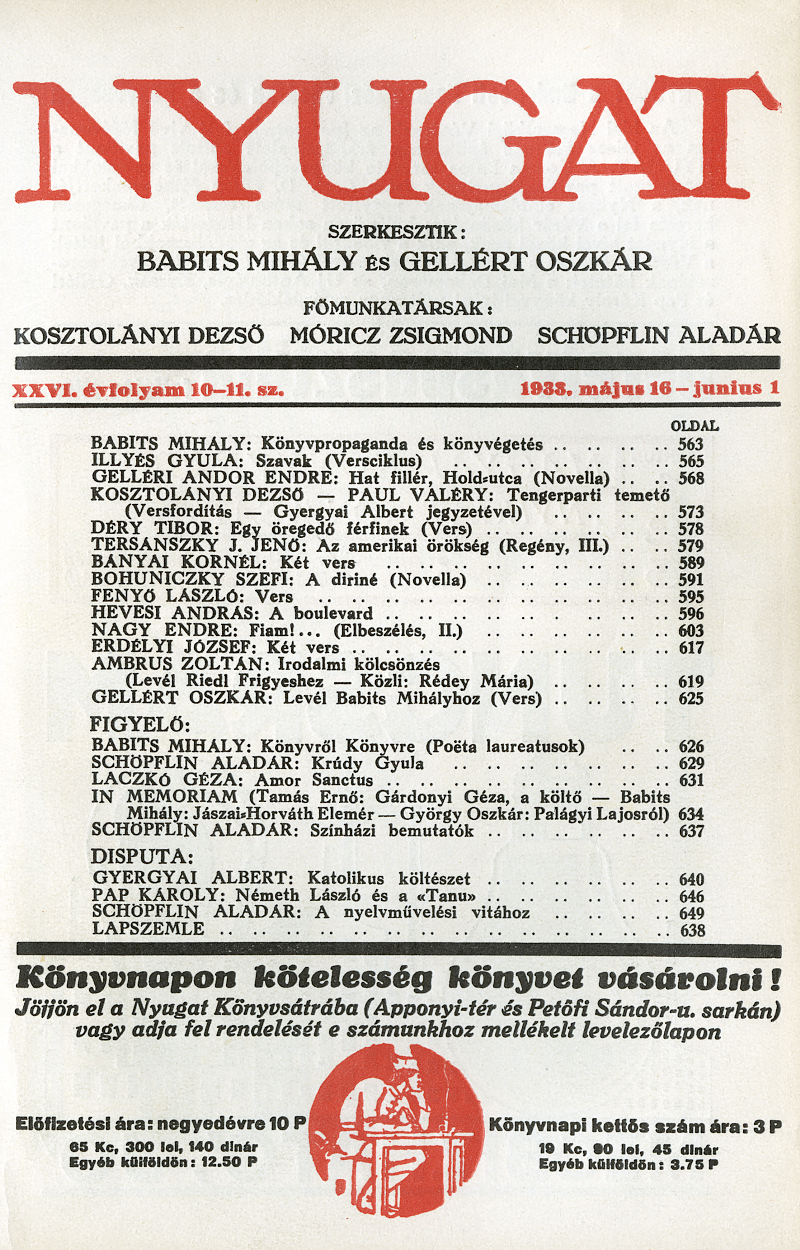 NYUGAT
SZERKESZTIK:
BABITS MIHÁLY ÉS GELLÉRT OSZKÁR
FŐMUNKATÁRSAK:
KOSZTOLÁNYI DEZSŐ MÓRICZ ZSIGMOND SCHÖPFLIN ALADÁR
XXVI. évfolyam 10–11. sz. 1933. május 16 – junius 1
OLDAL
BABITS MIHÁLY: Könyvpropaganda és könyvégetés .. .. .. .. 563
ILLYÉS GYULA: Szavak (Versciklus) .. .. .. .. .. .. .. 565
GELLÉRI ANDOR ENDRE: Hat fillér, Hold-utca (Novella) .. .. 568
KOSZTOLÁNYI DEZSŐ — PAUL VALÉRY: Tengerparti temető
(Versfordítás — Gyergyai Albert jegyzetével) .. .. .. .. 573
DÉRY TIBOR: Egy öregedő férfinek (Vers) .. .. .. .. .. .. 578
TERSÁNSZKY J. JENŐ: Az amerikai örökség (Regény, III.) .. .. 579
BÁNYAI KORNÉL: Két vers .. .. .. .. .. .. .. .. .. 589
BOHUNICZKY SZEFI: A diriné (Novella) .. .. .. .. .. .. 591
FENYŐ LÁSZLÓ: Vers .. .. .. .. .. .. .. .. .. .. 595
HEVESI ANDRÁS: A boulevard .. .. .. .. .. .. .. .. .. 596
NAGY ENDRE: Fiam!... (Elbeszélés, II.) .. .. .. .. .. .. 603
ERDÉLYI JÓZSEF: Két vers .. .. .. .. .. .. .. .. .. .. 617
AMBRUS ZOLTÁN: Irodalmi kölcsönzés
(Levél Riedl Frigyeshez — Közli: Rédey Mária) .. .. .. .. 619
GELLÉRT OSZKÁR: Levél Babits Mihályhoz (Vers) .. .. .. .. 625
FIGYELŐ:
BABITS MIHÁLY: Könyvről Könyvre (Poëta laureatusok) .. .. 626
SCHÖPFLIN ALADÁR: Krúdy Gyula .. .. .. .. .. .. .. 629
LACZKÓ GÉZA: Amor Sanctus .. .. .. .. .. .. .. .. .. 631
IN MEMORIAM (Tamás Ernő: Gárdonyi Géza, a költő — Babits
Mihály: Jászai-Horváth Elemér — György Oszkár: Palágyi Lajosról) 634
SCHÖPFLIN ALADÁR: Színházi bemutatók .. .. .. .. .. .. 637
DISPUTA:
GYERGYAI ALBERT: Katolikus költészet .. .. .. .. .. .. 640
PAP KÁROLY: Németh László és a «Tanu» .. .. .. .. .. .. 646
SCHÖPFLIN ALADÁR: A nyelvművelési vitához .. .. .. .. 649
LAPSZEMLE .. .. .. .. .. .. .. .. .. .. .. .. .. .. 638
Könyvnapon kötelesség könyvet vásárolni!
Jöjjön el a Nyugat Könyvsátrába (Apponyi-tér és Petőfi Sándor-u. sarkán)
vagy adja fel rendelését e számunkhoz mellékelt levelezőlapon
Előfizetési ára: negyedévre 10 P
65 Kc, 300 lei, 140 dinár
Egyéb külföldön: 12.50 P
Könyvnapi kettős szám ára: 3 P
19 Kc, 90 lei, 45 dinár
Egyéb külföldön: 3.75 P